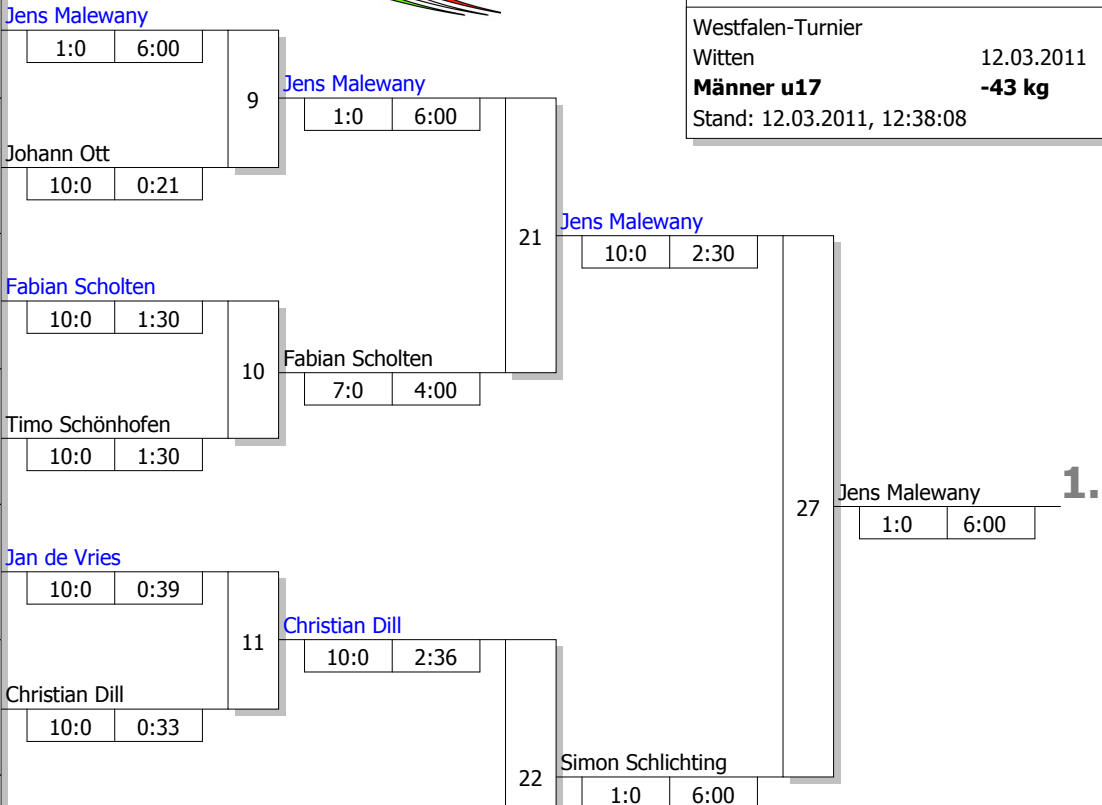 Jens Malewany
1:0 6:00
9
Johann Ott
10:0 0:21
Fabian Scholten
10:0 1:30
10
Timo Schönhofen
10:0 1:30
Jan de Vries
10:0 0:39
11
Christian Dill
10:0 0:33
Jens Malewany
1:0 6:00
21
Fabian Scholten
7:0 4:00
Christian Dill
10:0 2:36
22
Jens Malewany
10:0 2:30
27
Simon Schlichting
1:0 6:00
Jens Malewany 1.
1:0 6:00
Westfalen-Turnier
Witten 12.03.2011
Männer u17 -43 kg
Stand: 12.03.2011, 12:38:08